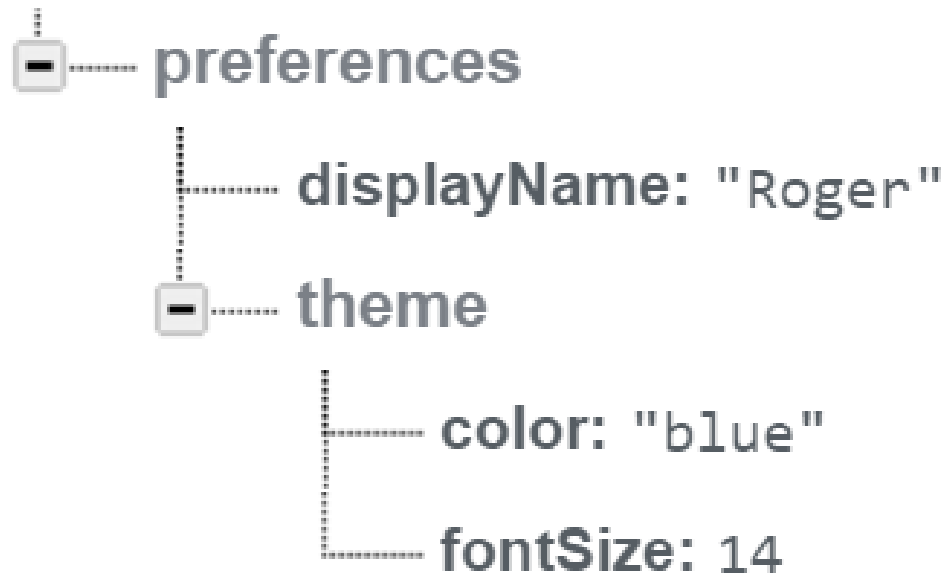 preferences
displayName: "Roger"
theme
color: "blue"
fontSize: 14